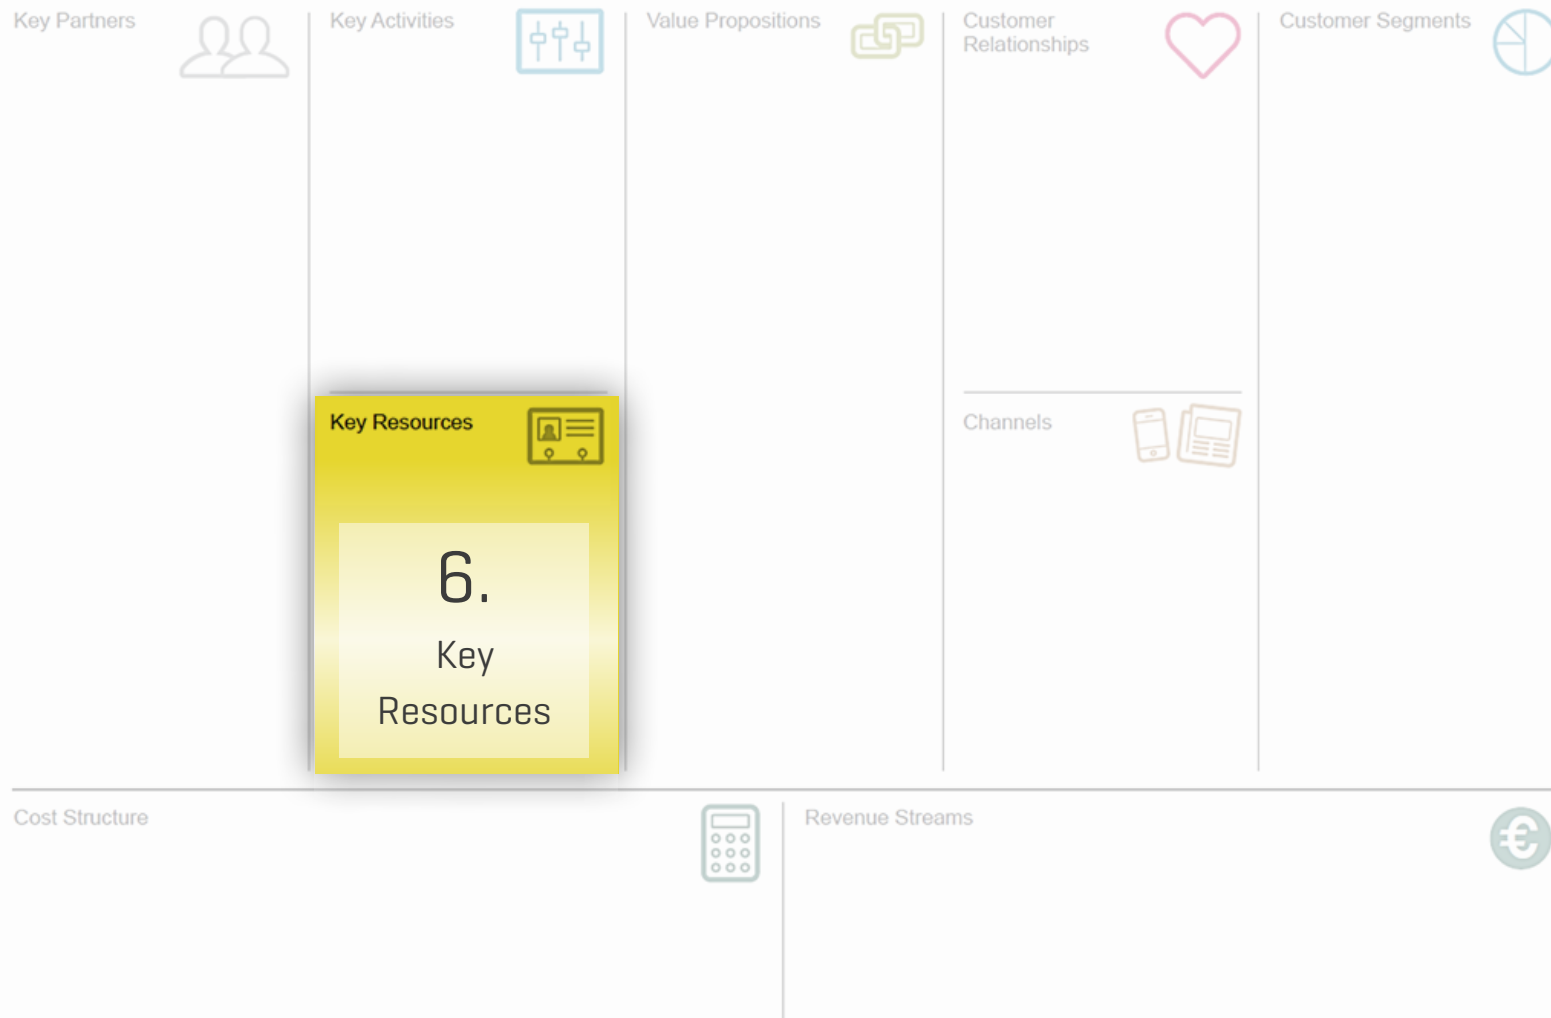 Key Partners
Key Activities
Value Propositions
Customer
Relationships
Customer Segments
Key Resources
6.
Key
Resources
Channels
Cost Structure
Revenue Streams
€